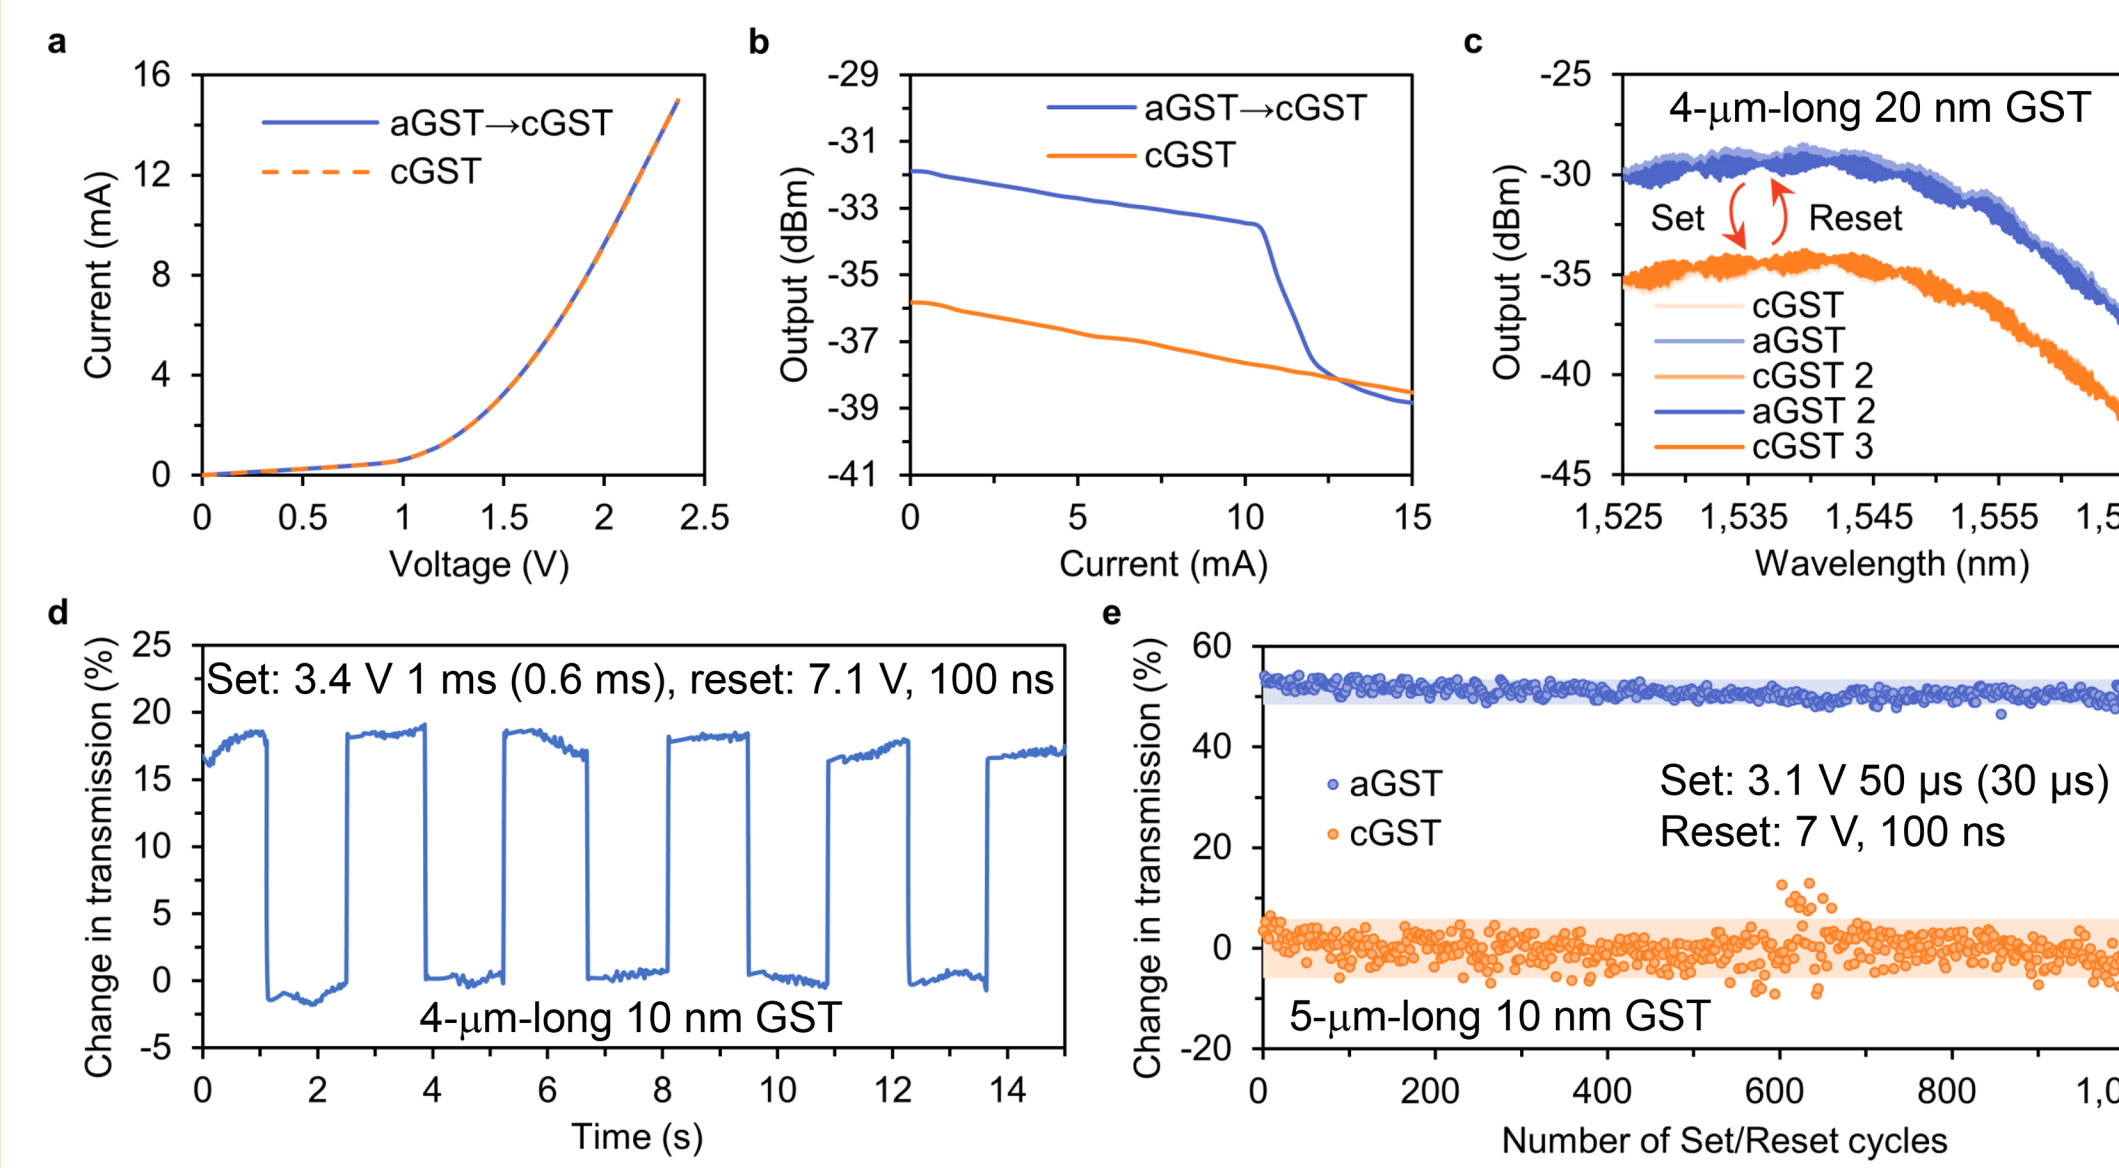 a
16
12
8
4
0
Current (mA)
aGST→cGST
cGST
0 0.5 1 1.5 2 2.5
Voltage (V)
b
-29
-31
-33
-35
-37
-39
-41
Output (dBm)
aGST→cGST
cGST
0 5 10 15
Current (mA)
c
-25
-30
-35
-40
-45
Output (dBm)
4-μm-long 20 nm GST
Set Reset
cGST
aGST
cGST 2
aGST 2
cGST 3
1,525 1,535 1,545 1,555 1,5
Wavelength (nm)
d
25
20
15
10
5
0
-5
Change in transmission (%)
Set: 3.4 V 1 ms (0.6 ms), reset: 7.1 V, 100 ns
4-μm-long 10 nm GST
0 2 4 6 8 10 12 14
Time (s)
e
60
40
20
0
-20
Change in transmission (%)
aGST
cGST
Set: 3.1 V 50 μs (30 μs)
Reset: 7 V, 100 ns
5-μm-long 10 nm GST
0 200 400 600 800 1,0
Number of Set/Reset cycles